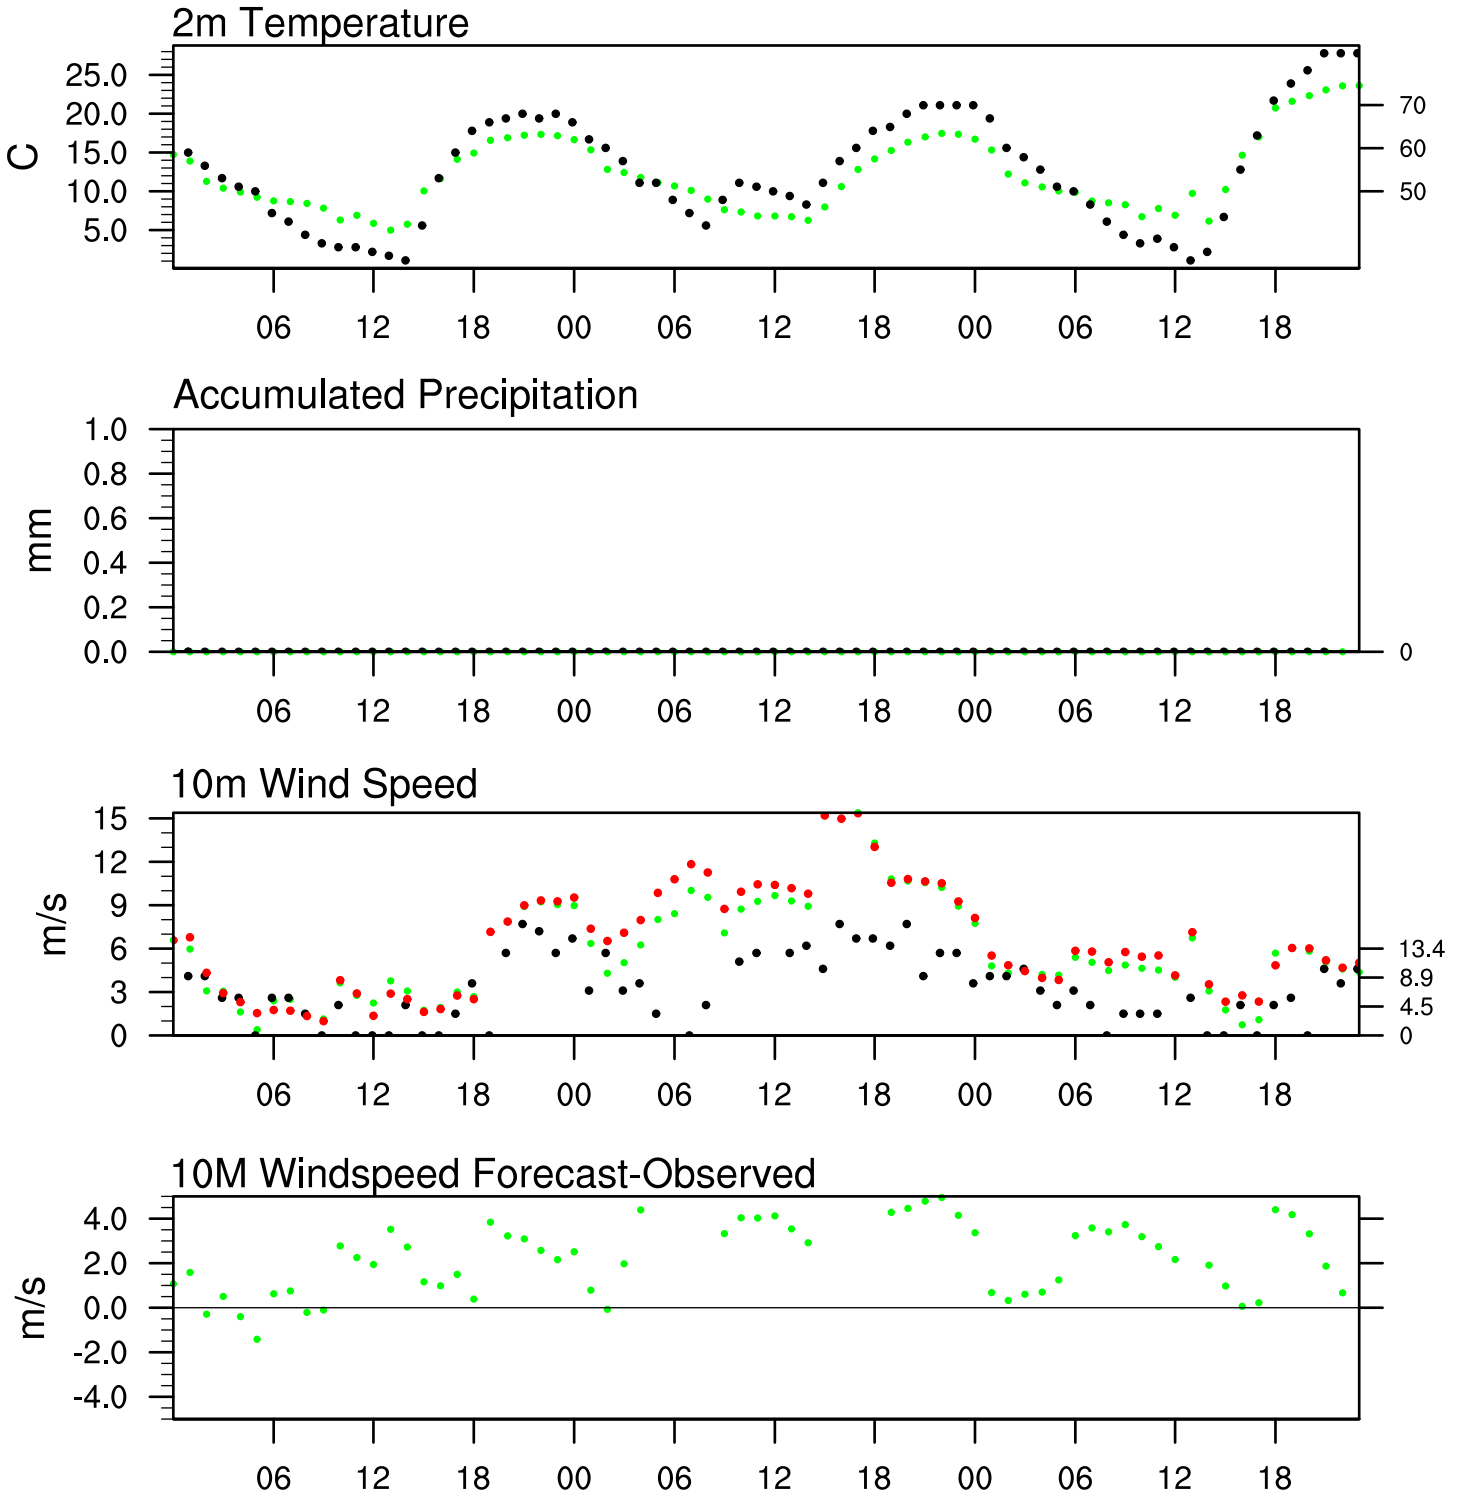 2m Temperature
C
25.0
20.0
15.0
10.0
5.0
70
60
50
06 12 18 00 06 12 18 00 06 12 18
Accumulated Precipitation
mm
1.0
0.8
0.6
0.4
0.2
0.0
0
06 12 18 00 06 12 18 00 06 12 18
10m Wind Speed
m/s
15
12
9
6
3
0
13.4
8.9
4.5
0
06 12 18 00 06 12 18 00 06 12 18
10M Windspeed Forecast-Observed
m/s
4.0
2.0
0.0
-2.0
-4.0
06 12 18 00 06 12 18 00 06 12 18